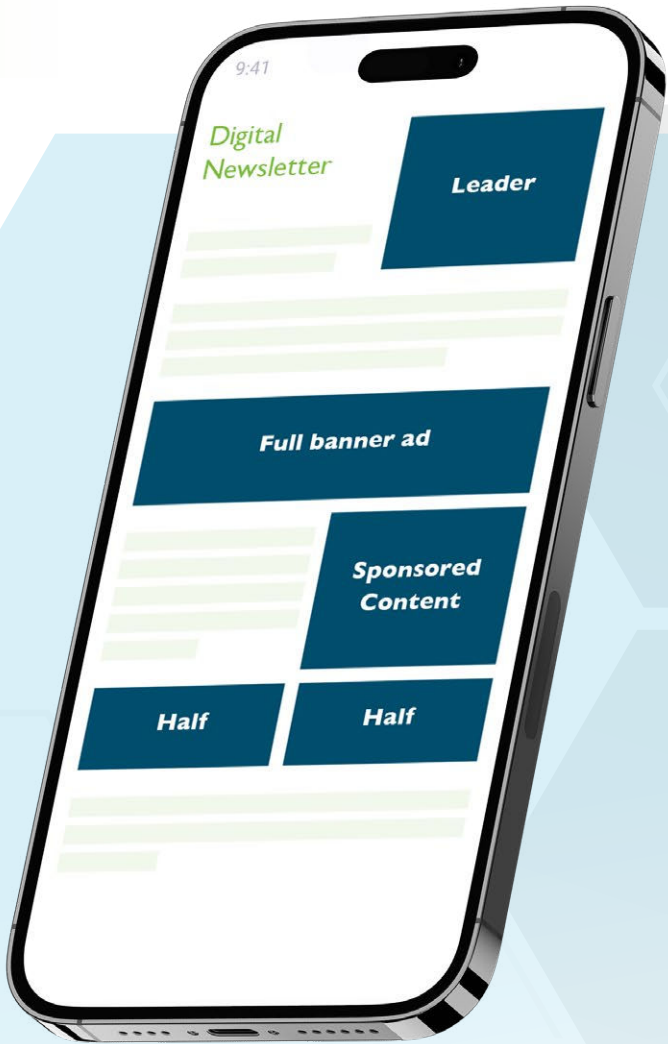 9:41
Digital
Newsletter
Leader
Full banner ad
Sponsored
Content
Half
Half